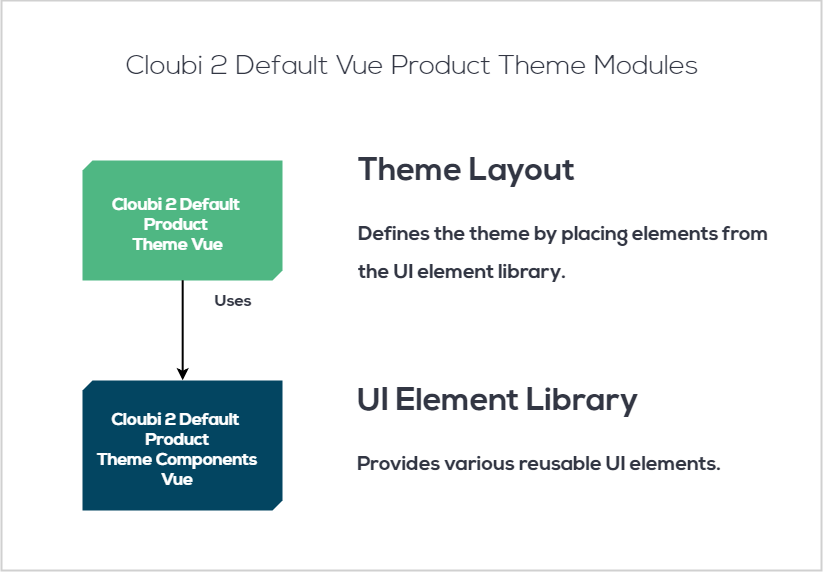 Cloubi 2 Default Vue Product Theme Modules
Cloubi 2 Default
Product
Theme Vue
Theme Layout
Defines the theme by placing elements from
the UI element library.
Uses
Cloubi 2 Default
Product
Theme Components
Vue
UI Element Library
Provides various reusable UI elements.